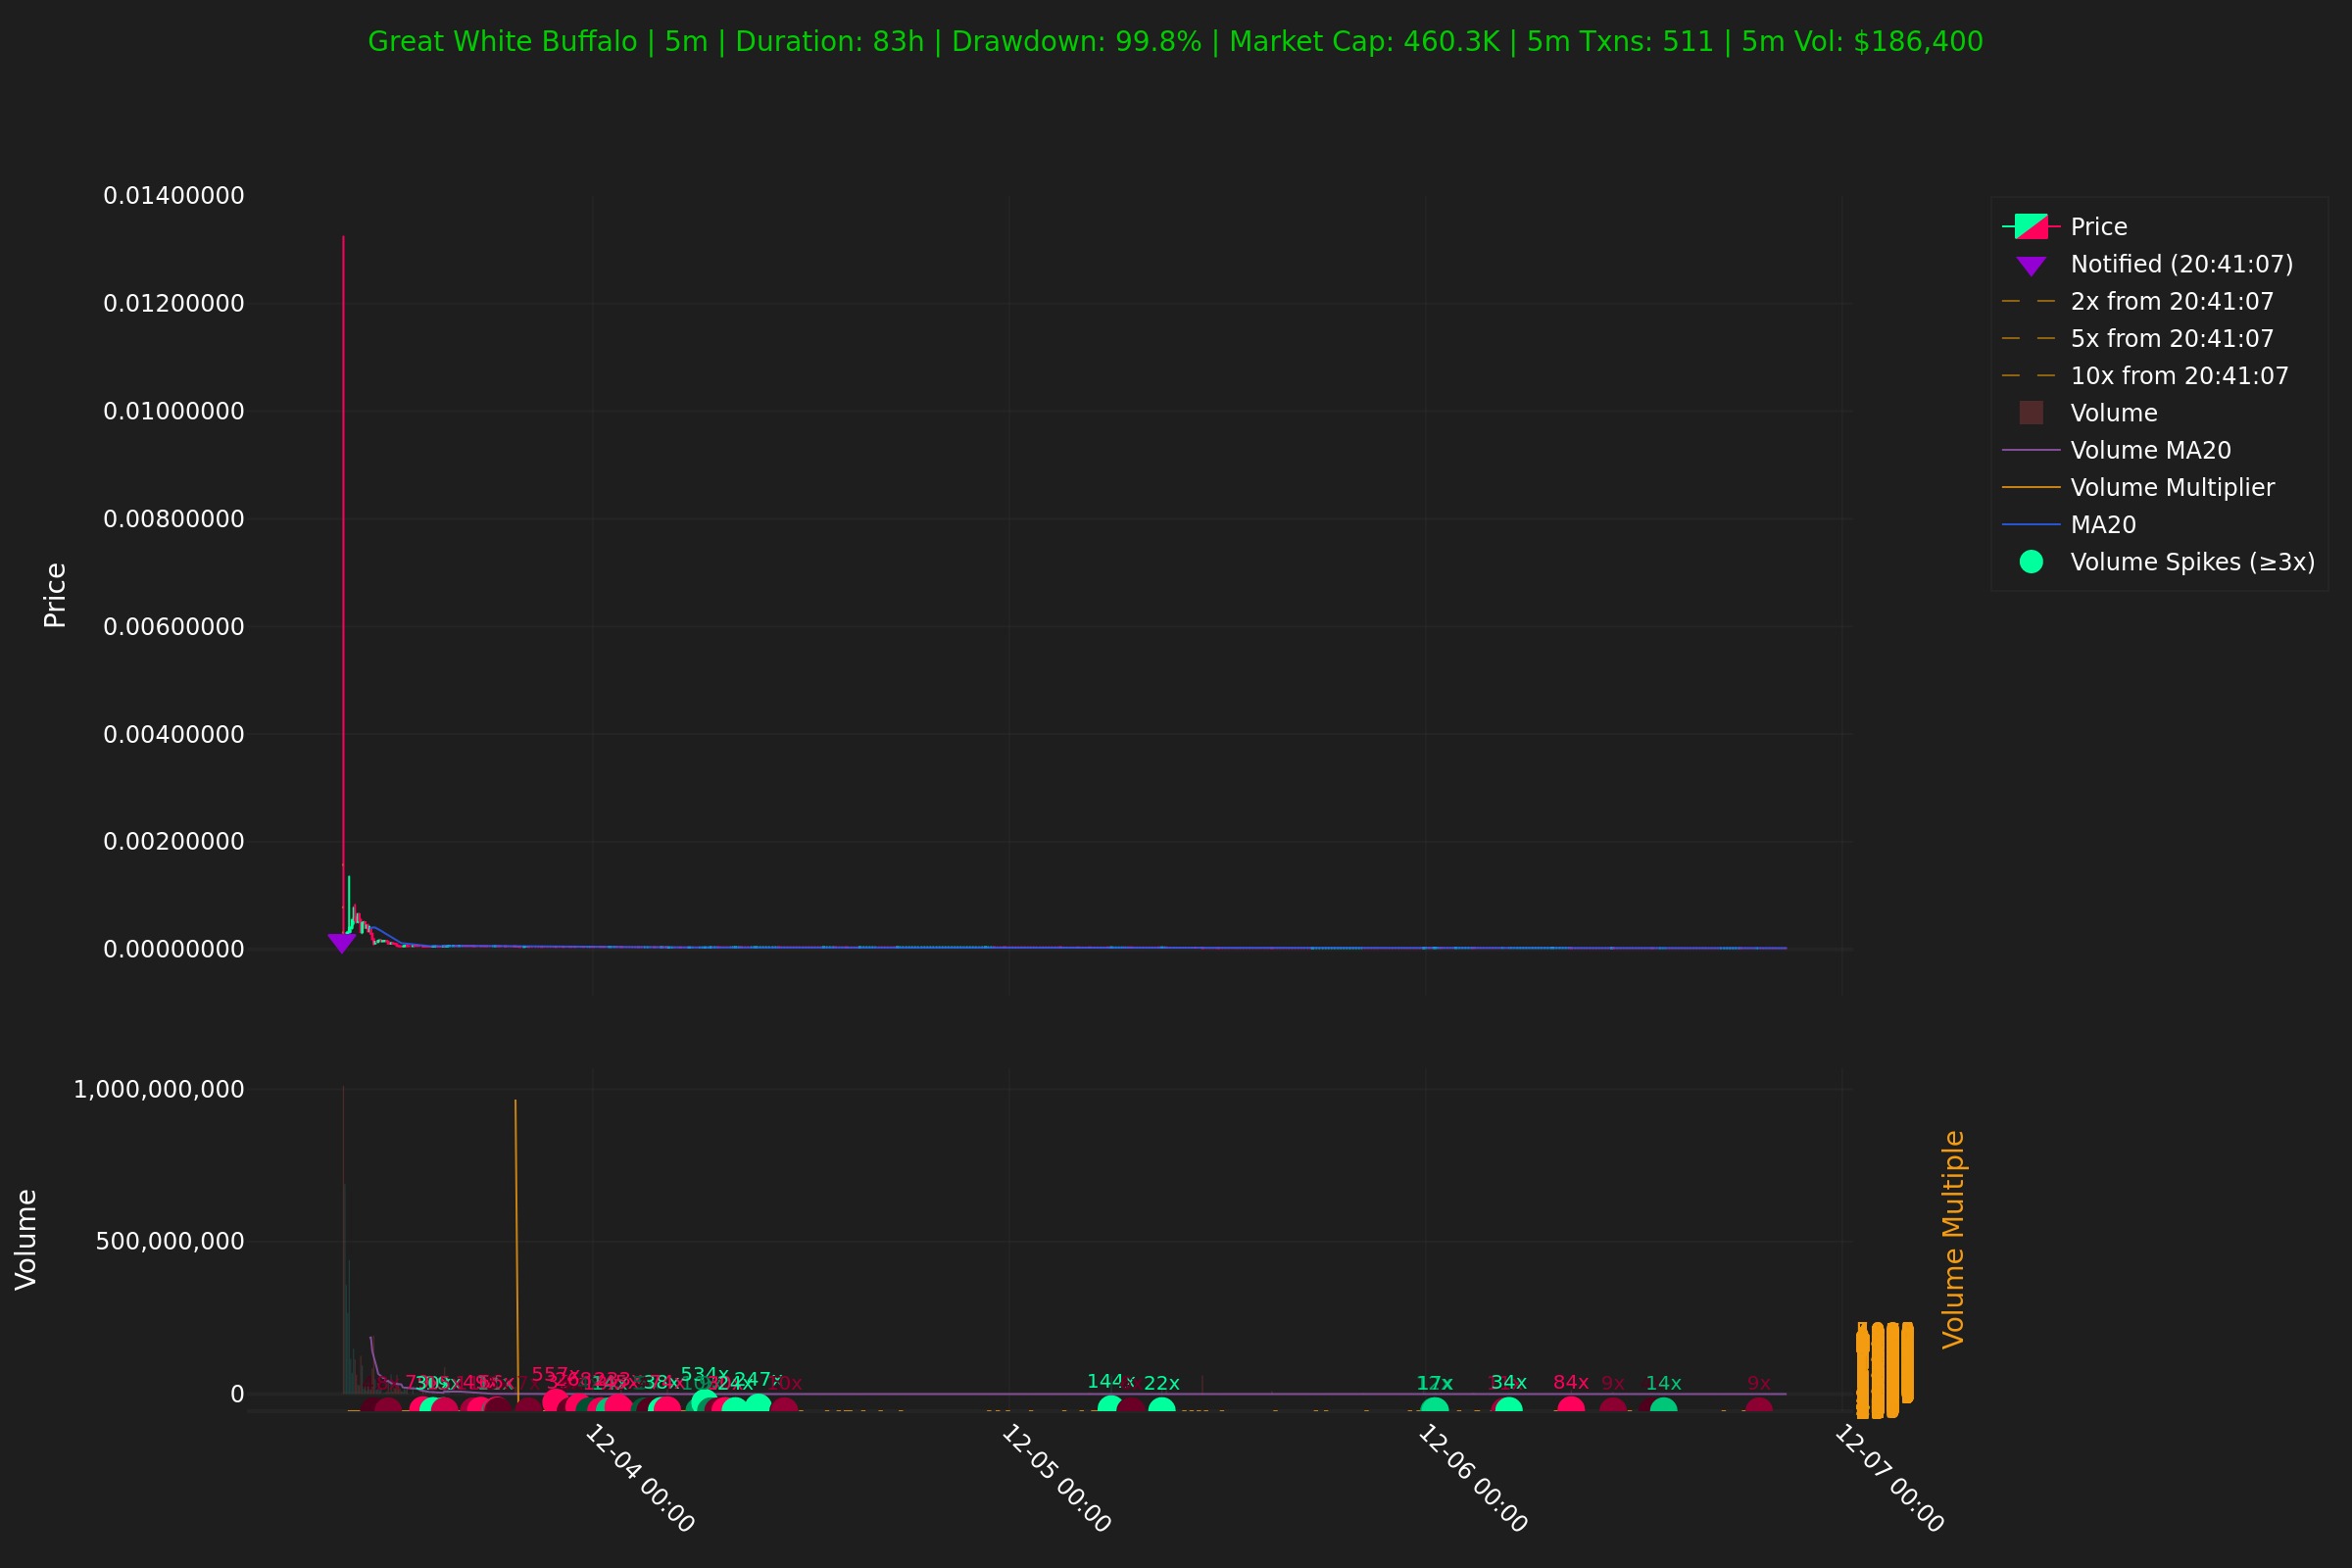 Great White Buffalo | 5m | Duration: 83h | Drawdown: 99.8% | Market Cap: 460.3K | 5m Txns: 511 | 5m Vol: $186,400
0.01400000
0.01200000
0.01000000
0.00800000
0.00600000
0.00400000
0.00200000
0.00000000
Price
Price
Notified (20:41:07)
2x from 20:41:07
5x from 20:41:07
10x from 20:41:07
Volume
Volume MA20
Volume Multiplier
MA20
Volume Spikes (≥3x)
1,000,000,000
500,000,000
0
Volume
Volume Multiple
30x
557x
38x
534x
247x
144x
22x
17x
34x
84x
9x
14x
9x
12-04 00:00
12-05 00:00
12-06 00:00
12-07 00:00